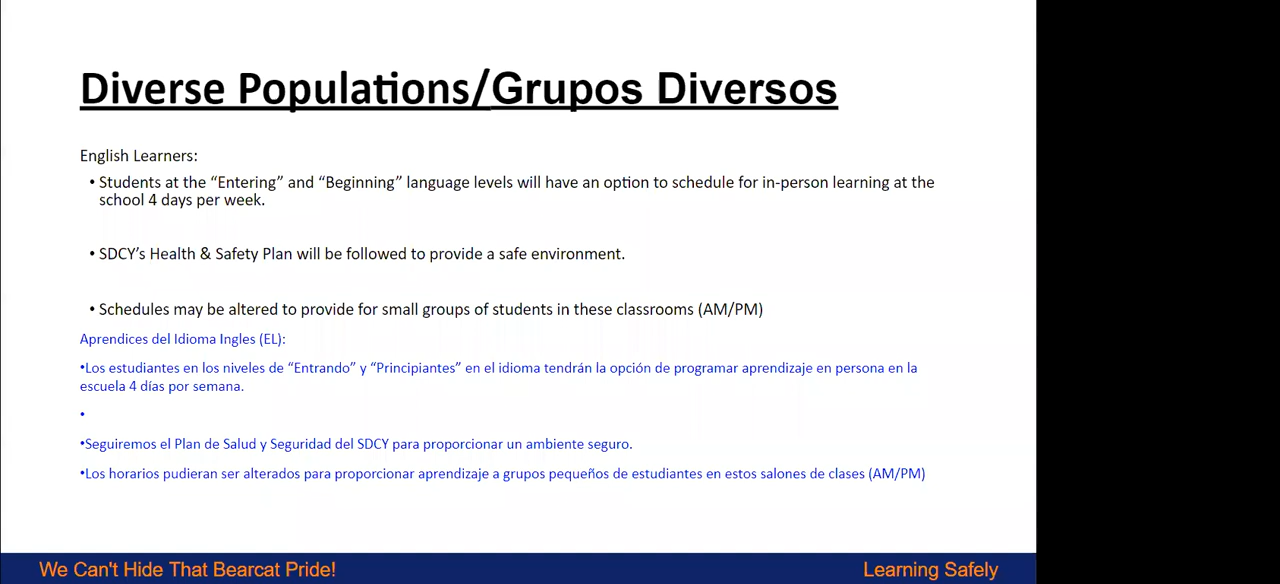 Diverse Populations/Grupos Diversos
English Learners:
• Students at the “Entering” and “Beginning” language levels will have an option to schedule for in-person learning at the
school 4 days per week.
• SDCY’s Health & Safety Plan will be followed to provide a safe environment.
• Schedules may be altered to provide for small groups of students in these classrooms (AM/PM)
Aprendices del Idioma Ingles (EL):
•Los estudiantes en los niveles de “Entrando” y “Principiantes” en el idioma tendrán la opción de programar aprendizaje en persona en la
escuela 4 días por semana.
•
•Seguiremos el Plan de Salud y Seguridad del SDCY para proporcionar un ambiente seguro.
•Los horarios pudieran ser alterados para proporcionar aprendizaje a grupos pequeños de estudiantes en estos salones de clases (AM/PM)
We Can't Hide That Bearcat Pride!
Learning Safely